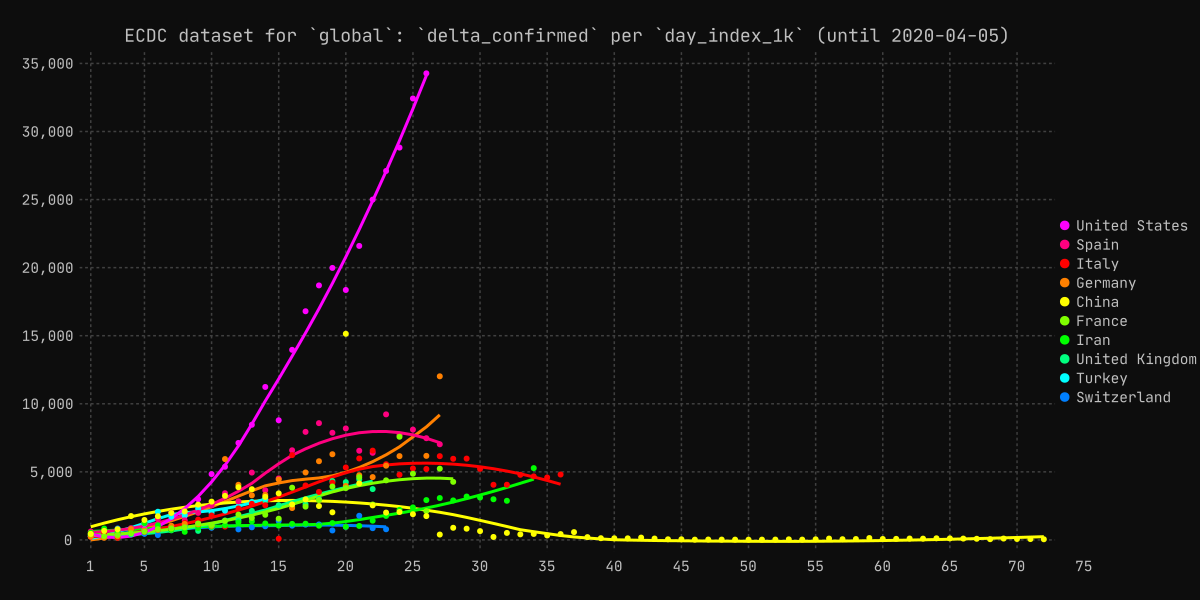 ECDC dataset for `global`: `delta_confirmed` per `day_index_1k` (until 2020-04-05)
35,000
30,000
25,000
20,000
15,000
10,000
5,000
0
1 5 10 15 20 25 30 35 40 45 50 55 60 65 70 75
United States
Spain
Italy
Germany
China
France
Iran
United Kingdom
Turkey
Switzerland